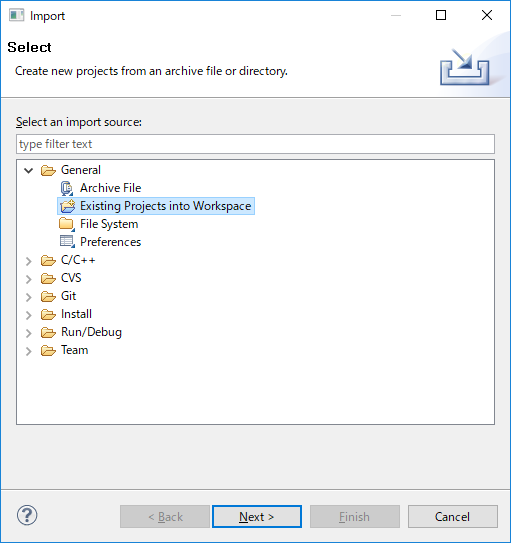 Import
Select
Create new projects from an archive file or directory.
Select an import source:
type filter text
General
Archive File
Existing Projects into Workspace
File System
Preferences
C/C++
CVS
Git
Install
Run/Debug
Team
?
< Back
Next >
Finish
Cancel